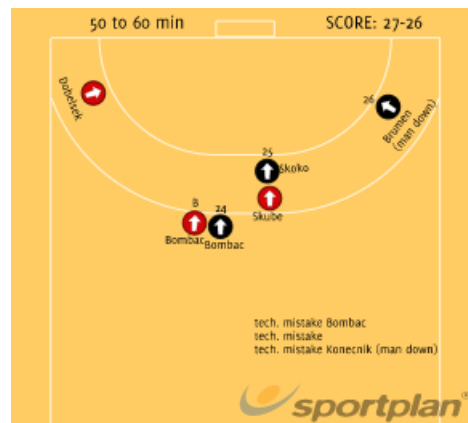 50 to 60 min SCORE: 27-26
Dobelsek
26
Brumen
(man down)
25
Skoko
Skube
B 24
Bombac Bombac
tech. mistake Bombac
tech. mistake
tech. mistake Konecnik (man down)
sportplan®